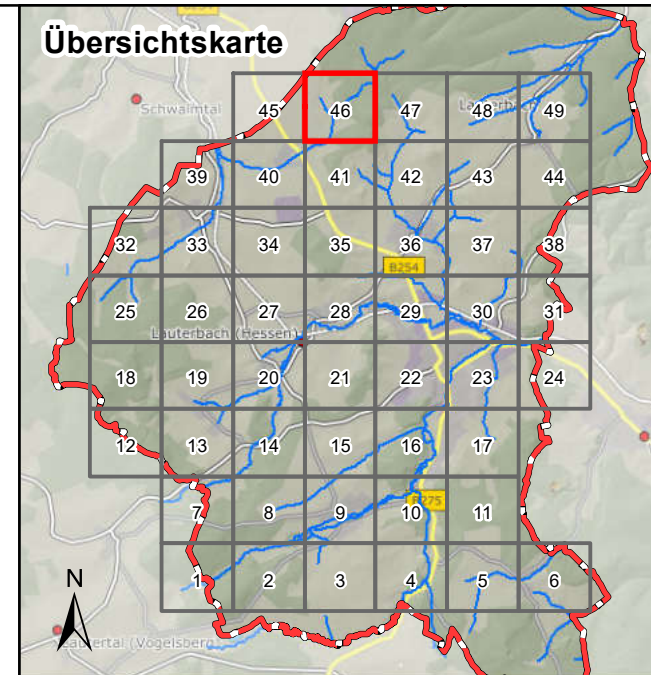 Übersichtskarte
Schwalmtal
45 46 47 48 49
39 40 41 42 43 44
32 33 34 35 36 37 38
B254
25 26 27 28 29 30 31
Lauterbach (Hessen)
18 19 20 21 22 23 24
12 13 14 15 16 17
7 8 9 10 11
B275
N
1 2 3 4 5 6
Lautertal (Vogelsberg)